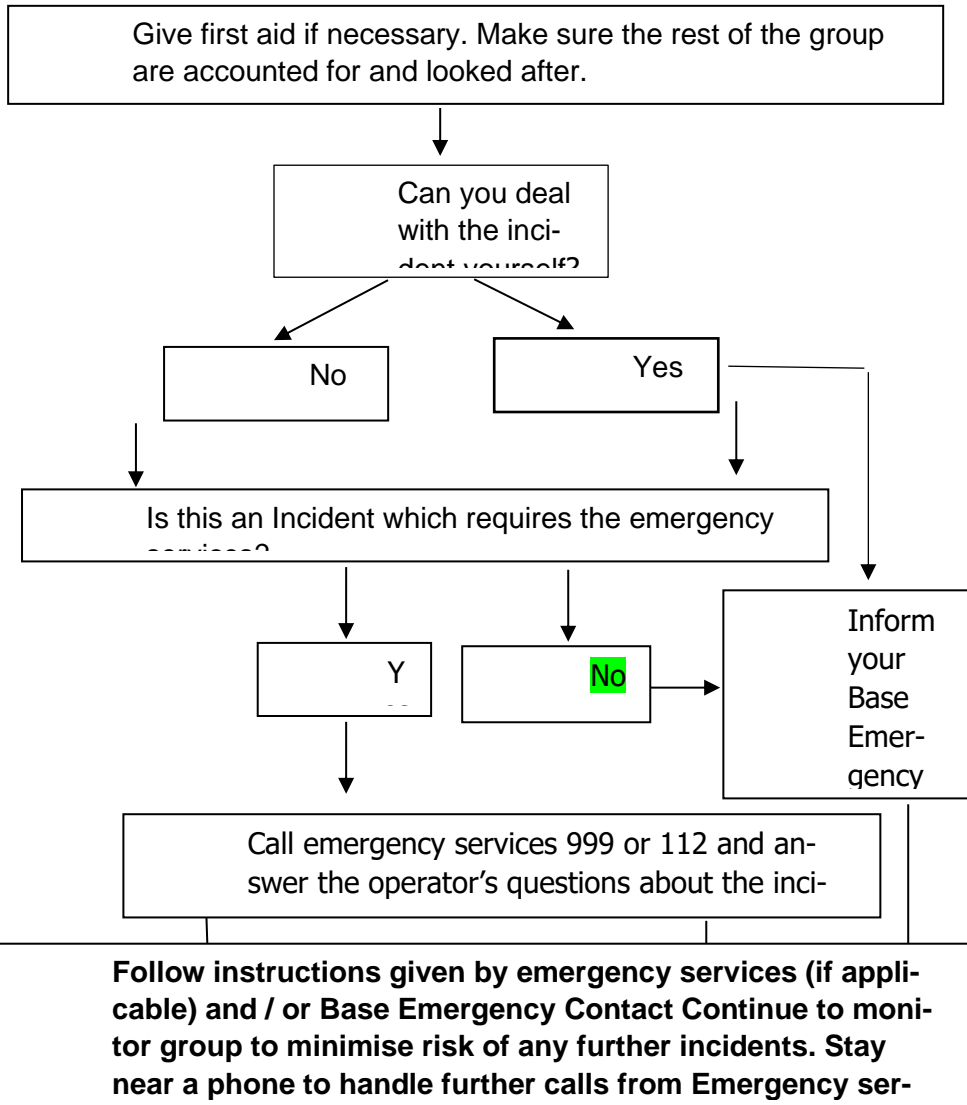 Give first aid if necessary. Make sure the rest of the group
are accounted for and looked after.
Can you deal
with the inci-
dent yourself?
No
Yes
Is this an Incident which requires the emergency
services?
Y
No
Inform
your
Base
Emer-
gency
Call emergency services 999 or 112 and an-
swer the operator’s questions about the inci-
Follow instructions given by emergency services (if appli-
cable) and / or Base Emergency Contact Continue to moni-
tor group to minimise risk of any further incidents. Stay
near a phone to handle further calls from Emergency ser-